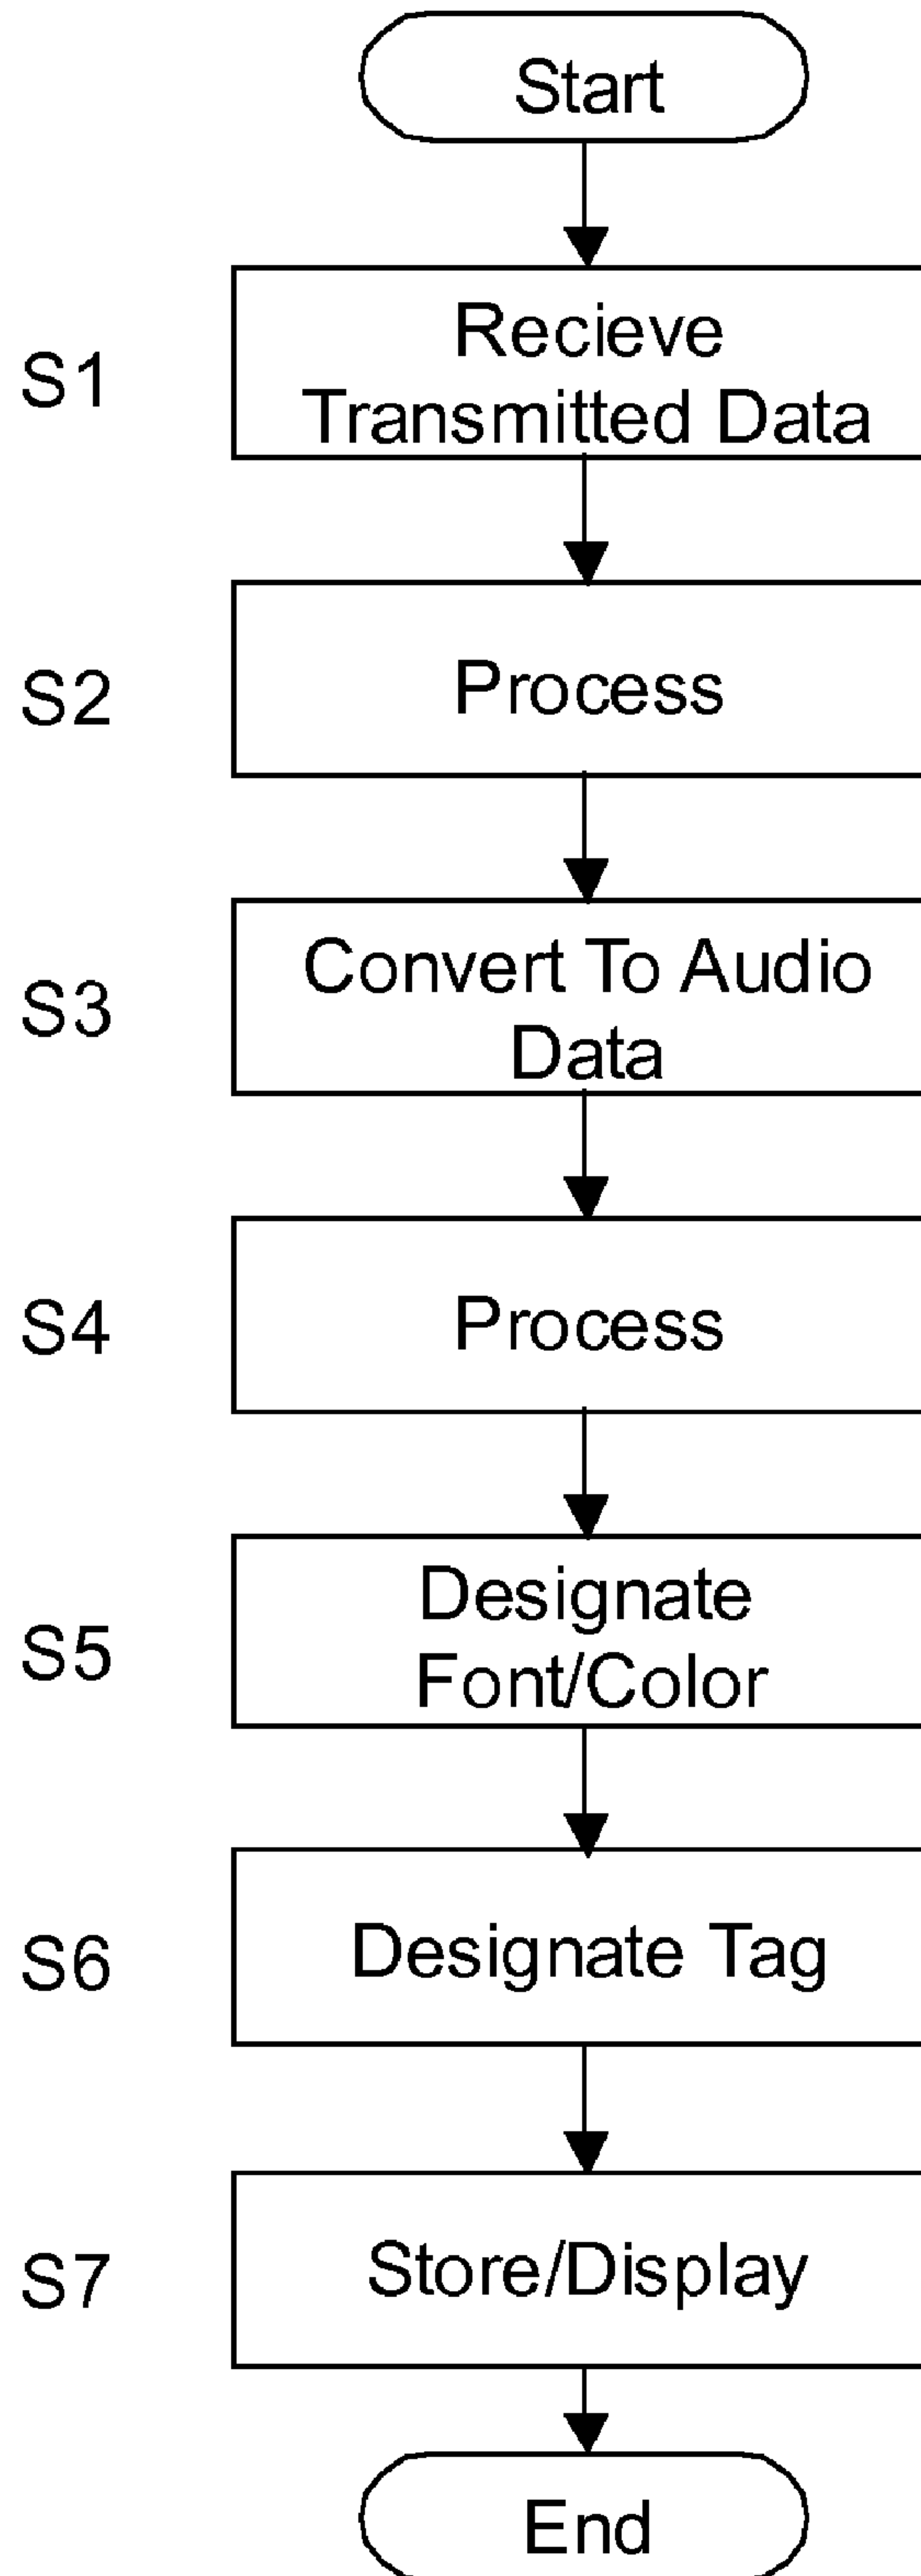 Start
S1
Recieve
Transmitted Data
S2
Process
S3
Convert To Audio
Data
S4
Process
S5
Designate
Font/Color
S6
Designate Tag
S7
Store/Display
End